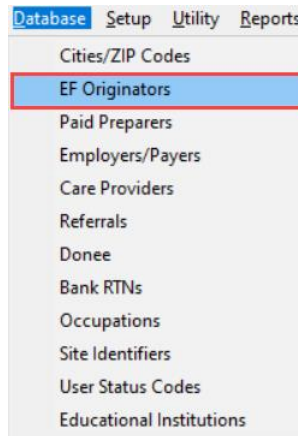 Database Setup Utility Reports
Cities/ZIP Codes
EF Originators
Paid Preparers
Employers/Payers
Care Providers
Referrals
Donee
Bank RTNs
Occupations
Site Identifiers
User Status Codes
Educational Institutions